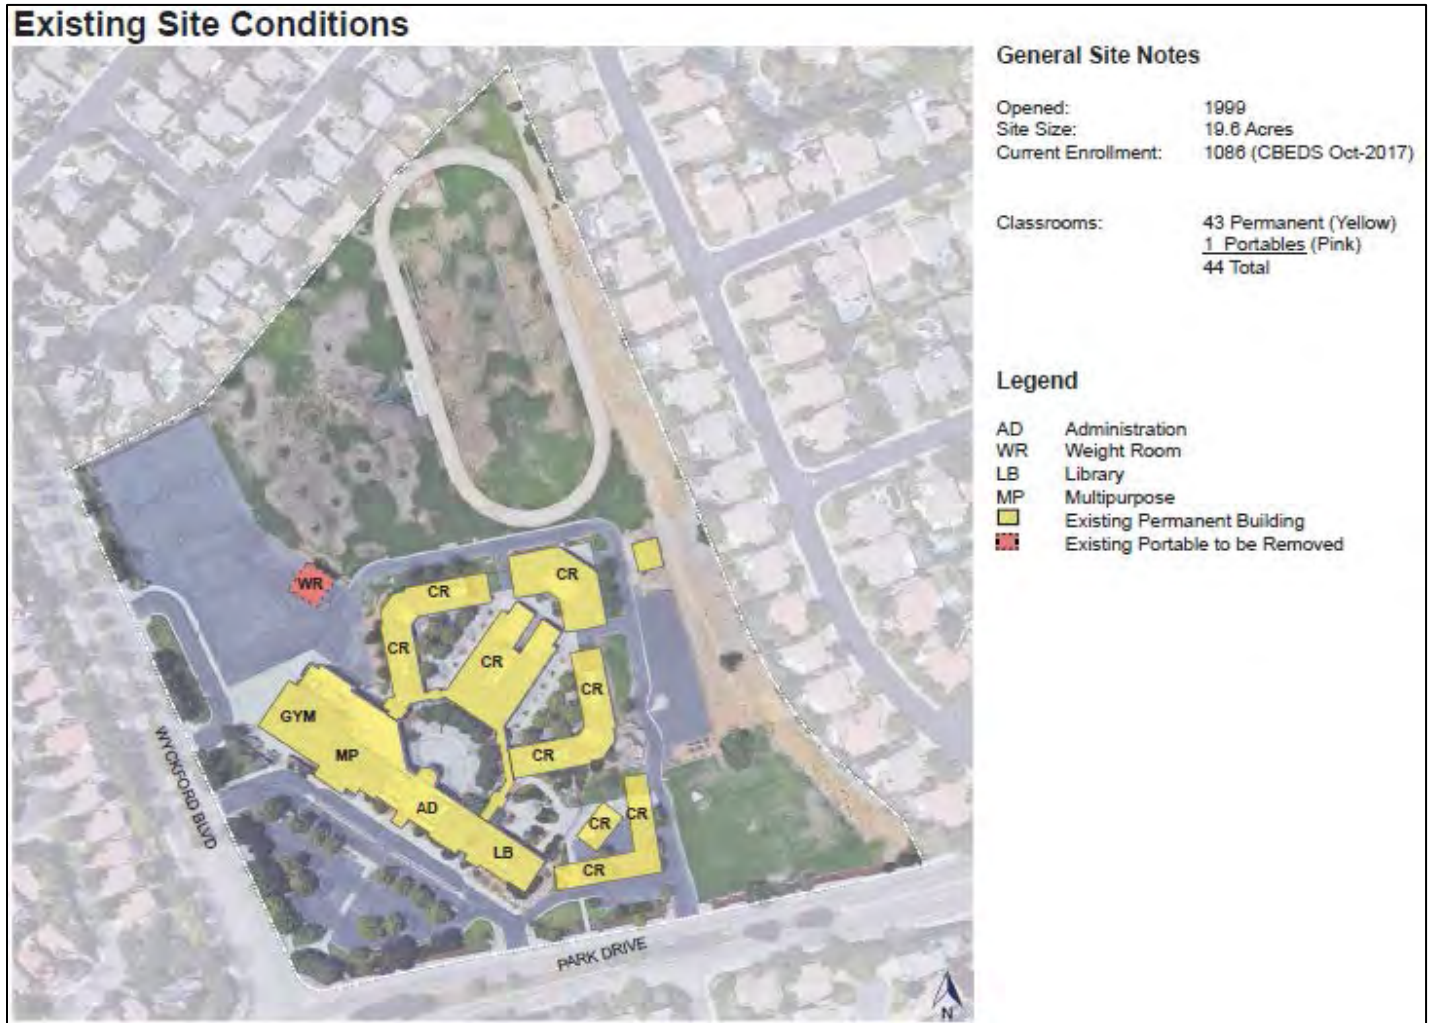 Existing Site Conditions
General Site Notes
Opened: 1999
Site Size: 19.6 Acres
Current Enrollment: 1086 (CBEDS Oct-2017)
Classrooms: 43 Permanent (Yellow)
1 Portables (Pink)
44 Total
Legend
AD Administration
WR Weight Room
LB Library
MP Multipurpose
Existing Permanent Building
Existing Portable to be Removed
CR
WR
CR
CR
CR
CR
GYM
CR
MP
AD
CR
CR
LB
CR
WYCKFORD BLVD
PARK DRIVE
N